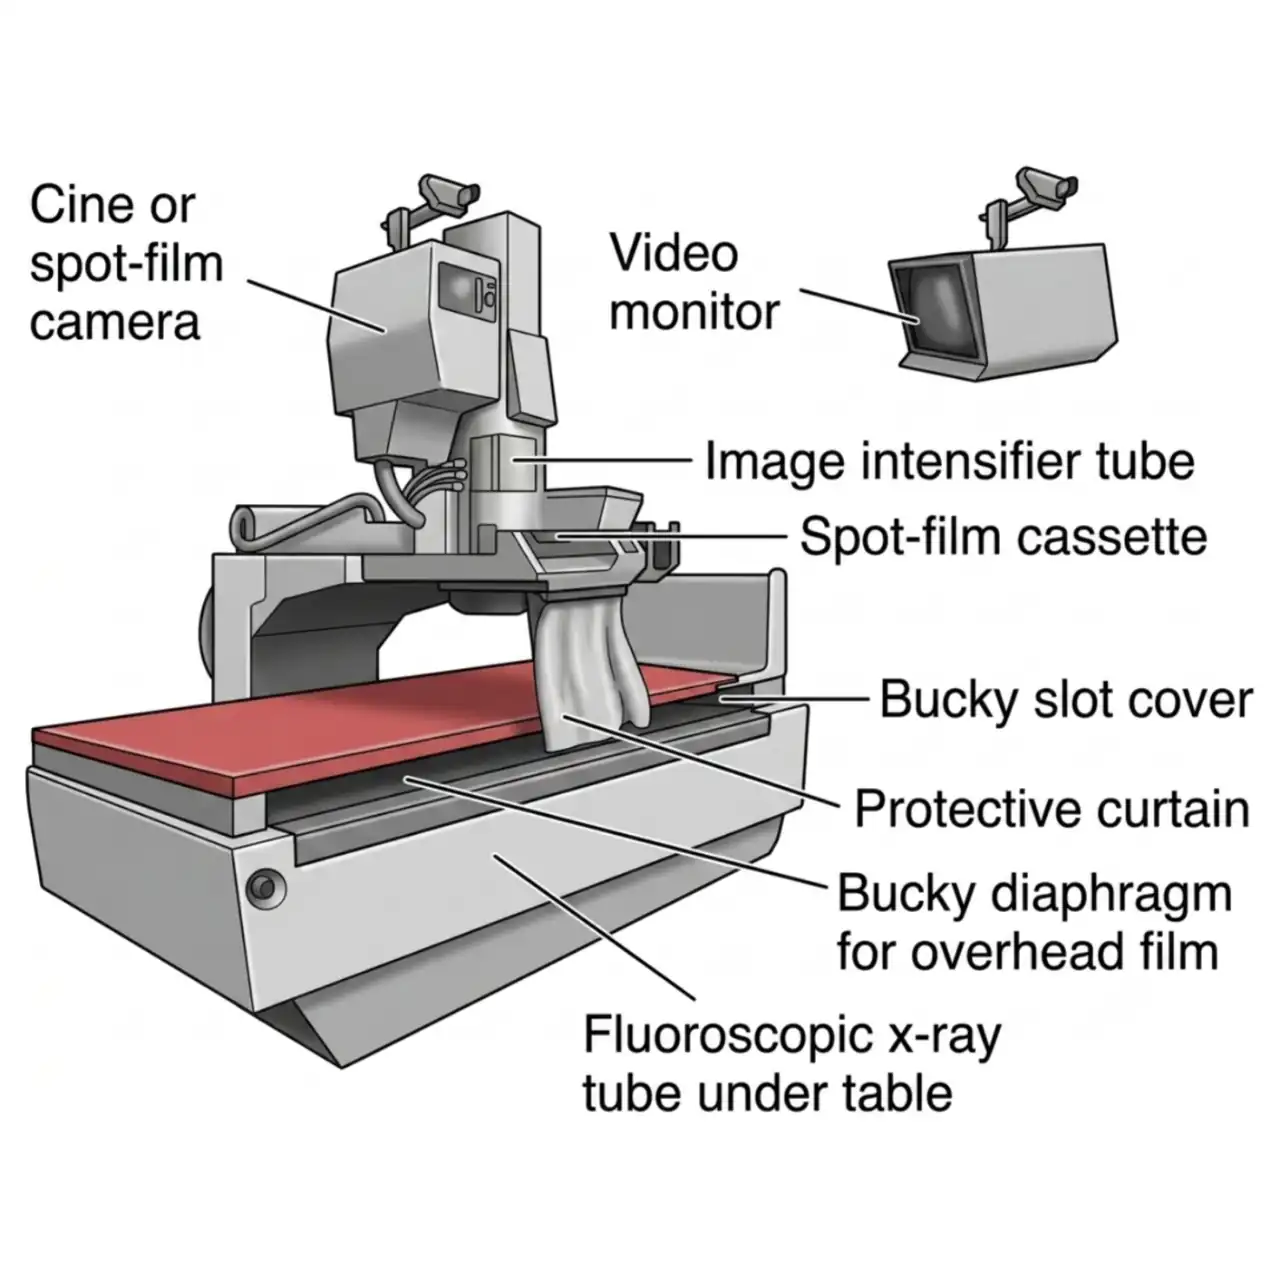 Cine or
spot-film
camera
Video
monitor
Image intensifier tube
Spot-film cassette
Bucky slot cover
Protective curtain
Bucky diaphragm
for overhead film
Fluoroscopic x-ray
tube under table